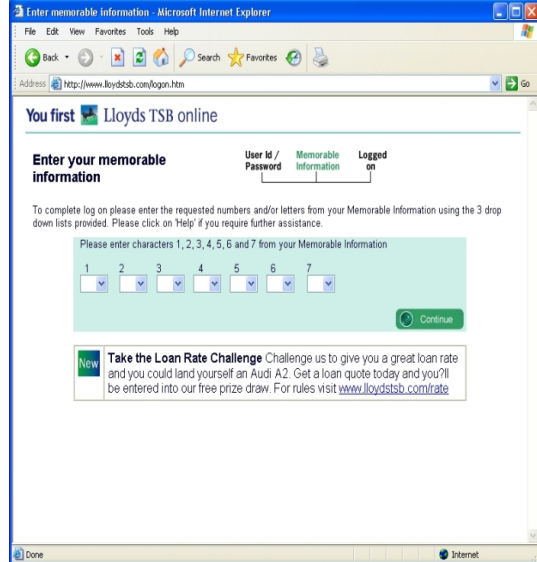 Enter memorable information - Microsoft Internet Explorer
File Edit View Favorites Tools Help
Back Search Favorites
Address http://www.lloydstsb.com/logon.htm Go
You first Lloyds TSB online
Enter your memorable
information
User Id /
Password
Memorable
Information
Logged
on
To complete log on please enter the requested numbers and/or letters from your Memorable Information using the 3 drop
down lists provided. Please click on 'Help' if you require further assistance.
Please enter characters 1, 2, 3, 4, 5, 6 and 7 from your Memorable Information
1 2 3 4 5 6 7
Continue
New
Take the Loan Rate Challenge Challenge us to give you a great loan rate
and you could land yourself an Audi A2. Get a loan quote today and you?ll
be entered into our free prize draw. For rules visit www.lloydstsb.com/rate
Done Internet